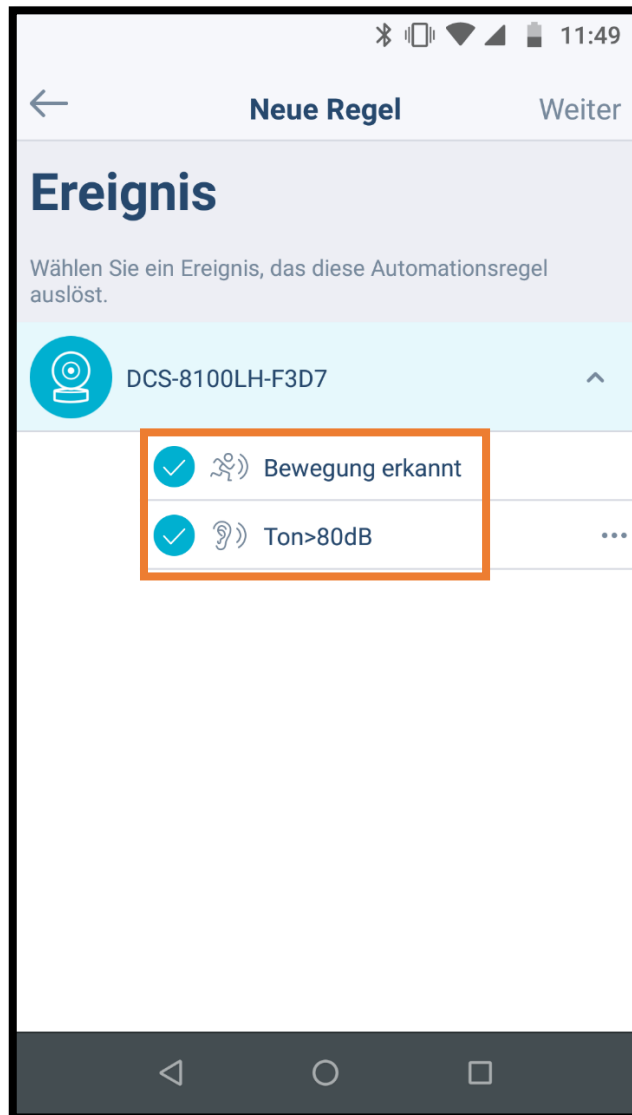 11:49
Neue Regel Weiter
Ereignis
Wählen Sie ein Ereignis, das diese Automationsregel
auslöst.
DCS-8100LH-F3D7
Bewegung erkannt
Ton>80dB